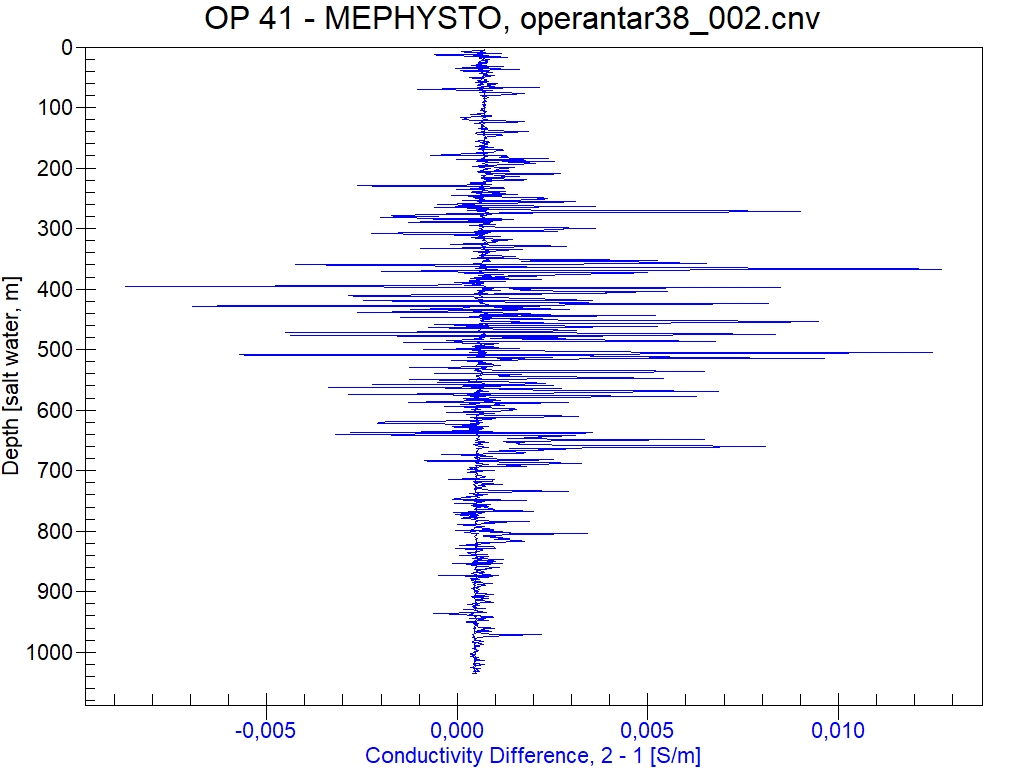 OP 41 - MEPHYSTO, operantar38_002.cnv
0
100
200
300
400
500
600
700
800
900
1000
Depth [salt water, m]
-0,005 0,000 0,005 0,010
Conductivity Difference, 2 - 1 [S/m]